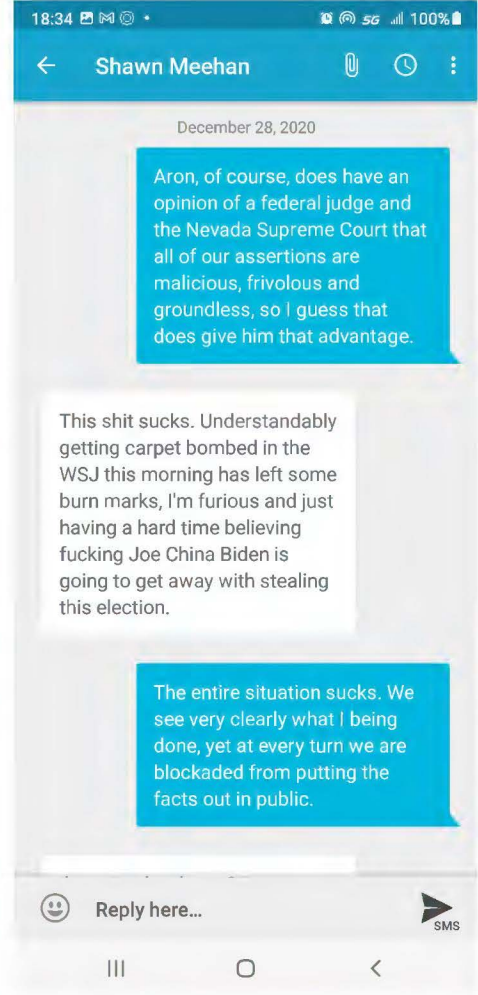 18:34
5G 100%
Shawn Meehan
December 28, 2020
Aron, of course, does have an
opinion of a federal judge and
the Nevada Supreme Court that
all of our assertions are
malicious, frivolous and
groundless, so I guess that
does give him that advantage.
This shit sucks. Understandably
getting carpet bombed in the
WSJ this morning has left some
burn marks, I'm furious and just
having a hard time believing
fucking Joe China Biden is
going to get away with stealing
this election.
The entire situation sucks. We
see very clearly what I being
done, yet at every turn we are
blockaded from putting the
facts out in public.
Reply here...
SMS